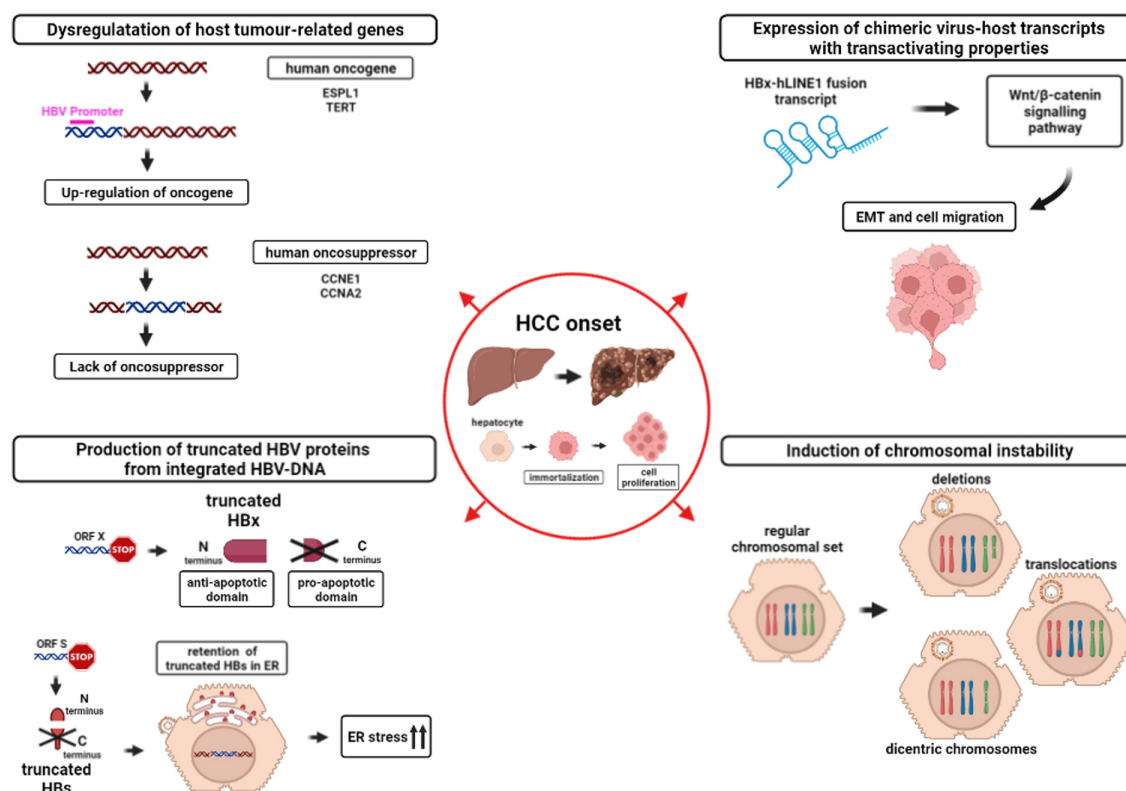 Dysregulatation of host tumour-related genes
human oncogene
ESPL1
TERT
HBV Promoter
Up-regulation of oncogene
human oncosuppressor
CCNE1
CCNA2
Lack of oncosuppressor
Expression of chimeric virus-host transcripts
with transactivating properties
HBx-hLINE1 fusion
transcript
Wnt/β-catenin
signalling
pathway
EMT and cell migration
HCC onset
hepatocyte
immortalization
cell
proliferation
Production of truncated HBV proteins
from integrated HBV-DNA
truncated
HBx
ORF X
STOP
N
terminus
C
terminus
anti-apoptotic
domain
pro-apoptotic
domain
ORF S
STOP
N
terminus
C
terminus
truncated
HBs
retention of
truncated HBs in ER
ER stress
Induction of chromosomal instability
regular
chromosomal set
deletions
translocations
dicentric chromosomes